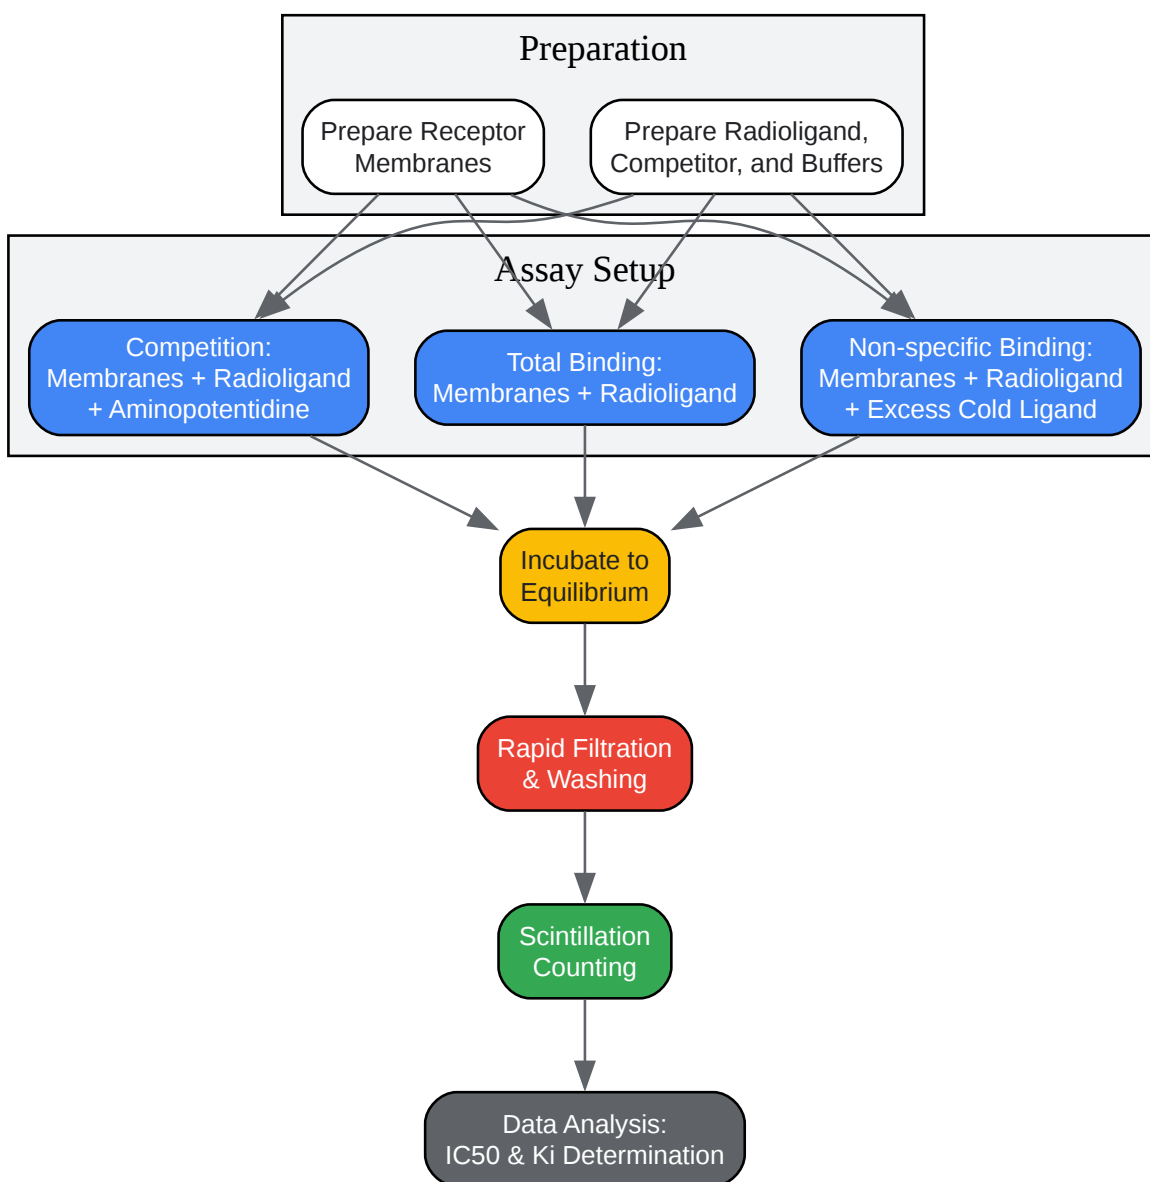 Preparation
Prepare Receptor
Membranes
Prepare Radioligand,
Competitor, and Buffers
Assay Setup
Competition:
Membranes + Radioligand
+ Aminopotentidine
Total Binding:
Membranes + Radioligand
Non-specific Binding:
Membranes + Radioligand
+ Excess Cold Ligand
Incubate to
Equilibrium
Rapid Filtration
& Washing
Scintillation
Counting
Data Analysis:
IC50 & Ki Determination